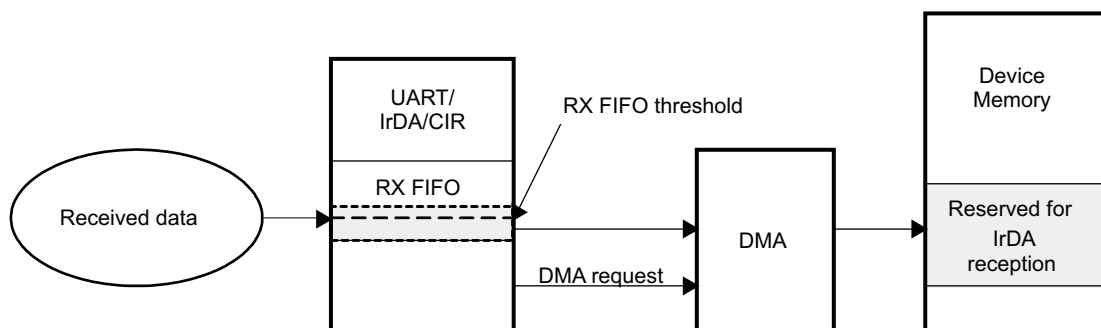 Received data
UART/
IrDA/CIR
RX FIFO
RX FIFO threshold
DMA request
DMA
Device
Memory
Reserved for
IrDA
reception